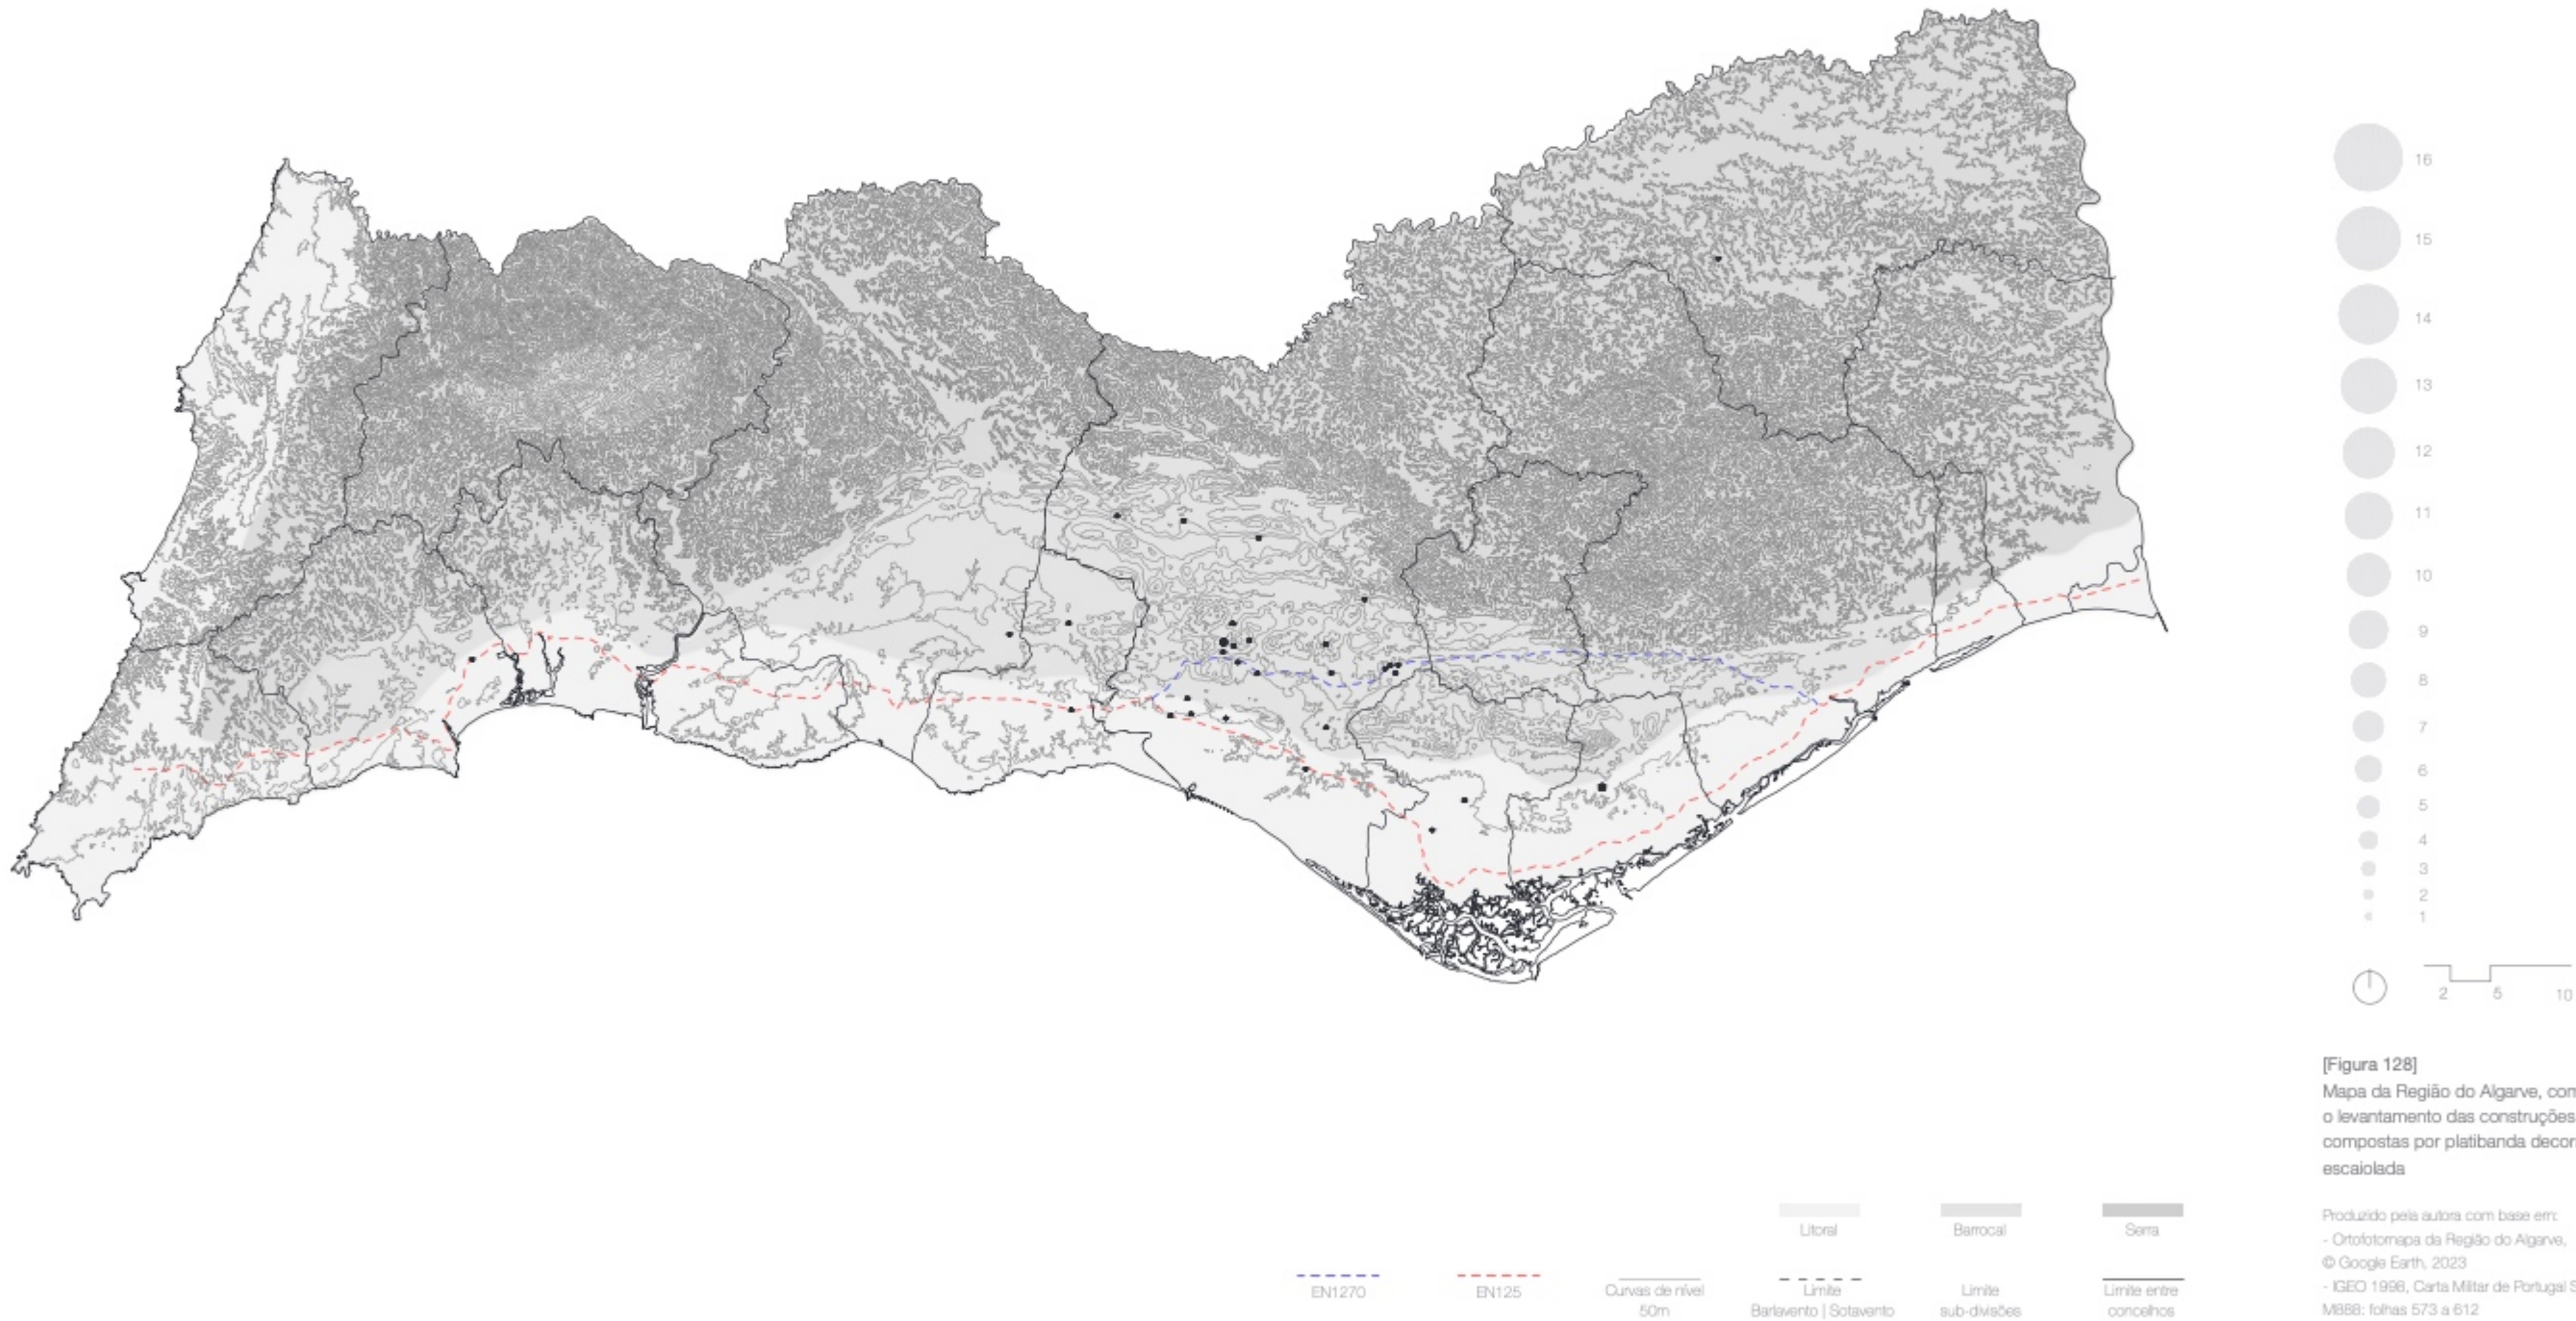 16
15
14
13
12
11
10
9
8
7
6
5
4
3
2
1
2 5 10
[Figura 128]
Mapa da Região do Algarve, com
o levantamento das construções
compostas por platibanda decor
escaiolada
Produzido pela autora com base em:
- Ortofotomapa da Região do Algarve,
© Google Earth, 2023
- IGEO 1998, Carta Militar de Portugal S
M888: folhas 573 a 612
Litoral Barrocal Serra
EN1270 EN125 Curvas de nível Limite Limite Limite entre
50m Barlavento | Sotavento sub-divisões concelhos